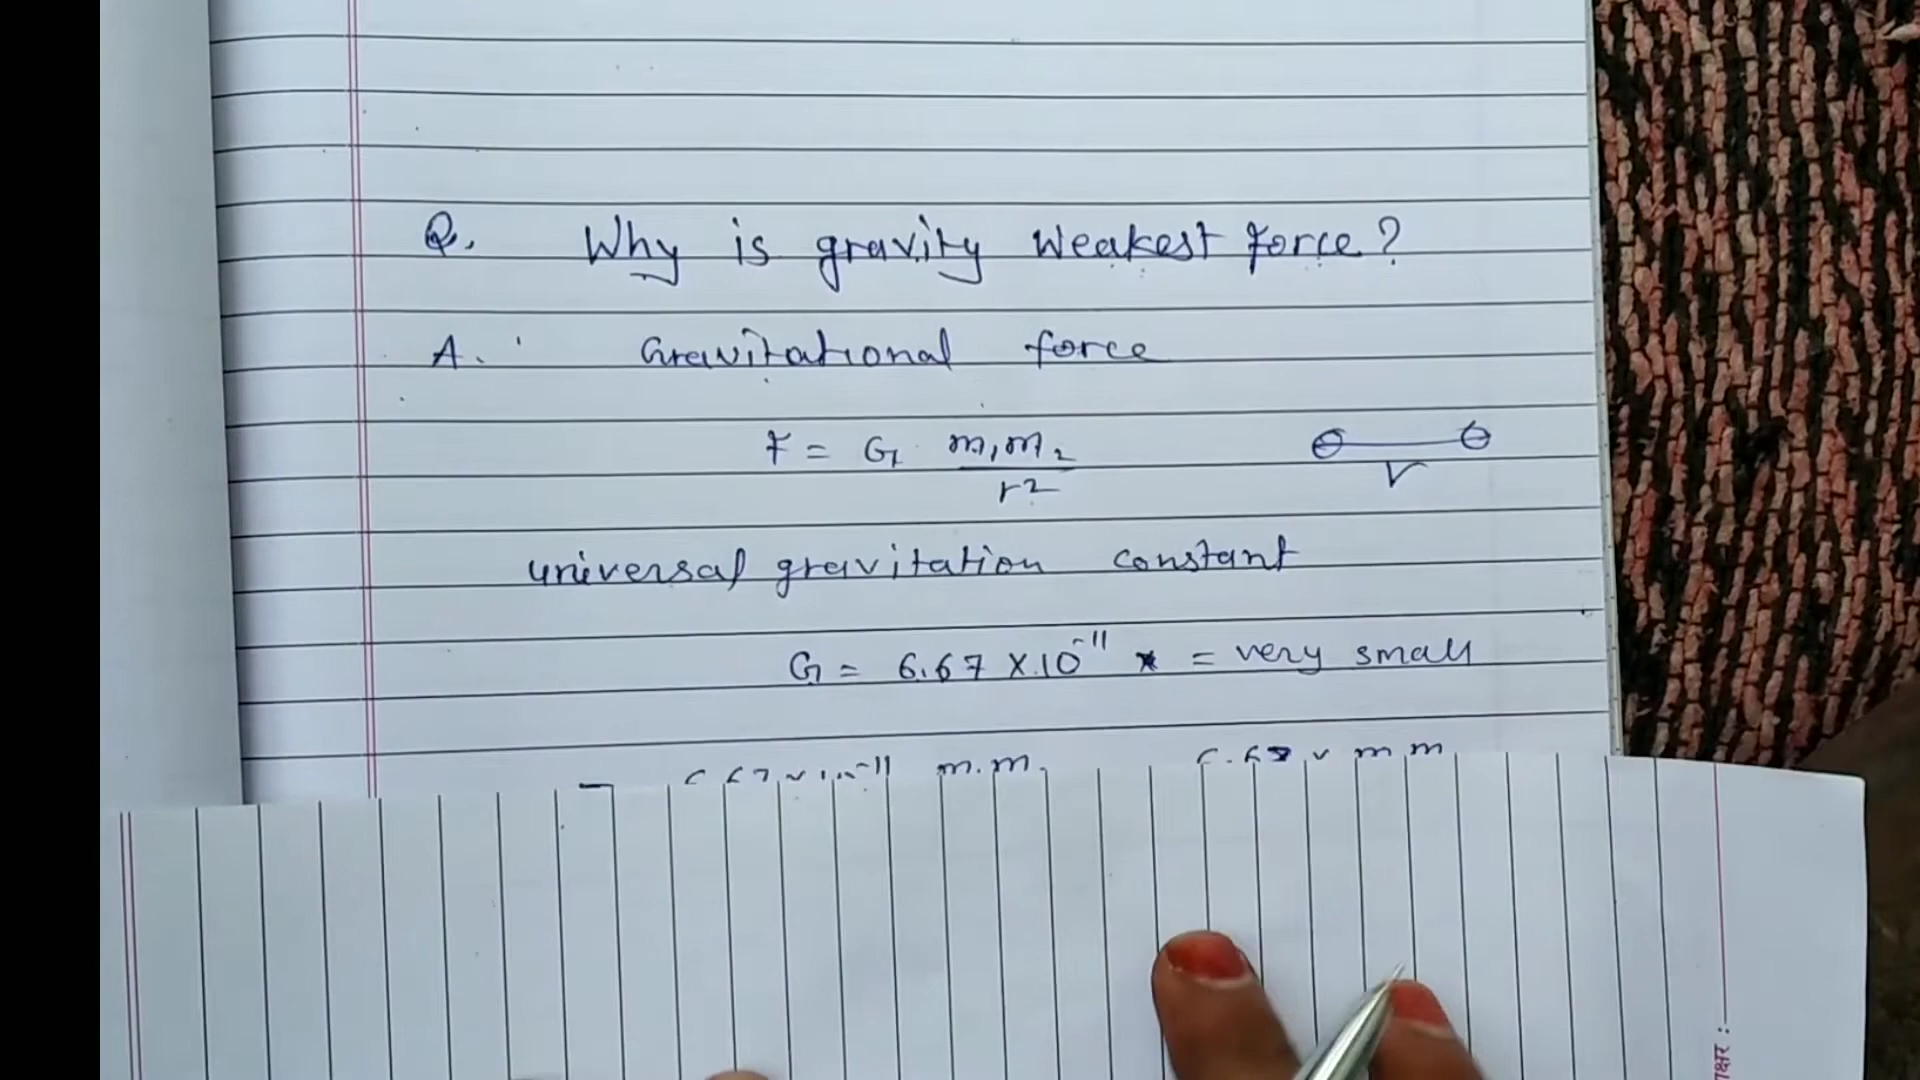 Q. Why is gravity weakest force?
A. Gravitational force
F = G m₁m₂
r²
r
universal gravitation constant
G = 6.67 × 10⁻¹¹ = very small
m.m.